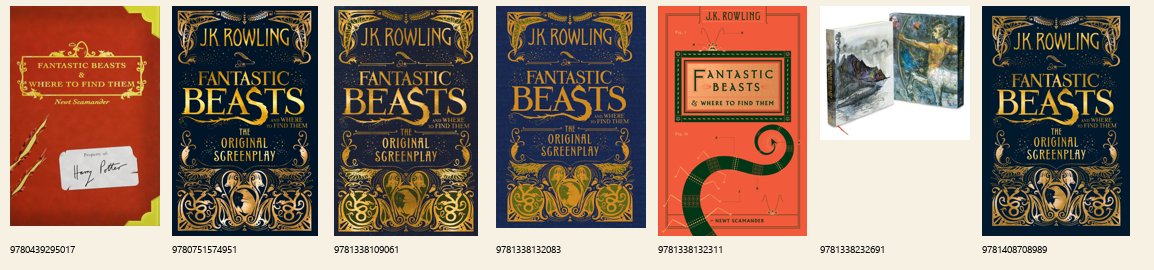 FANTASTIC BEASTS
&
WHERE TO FIND THEM
Newt Scamander
Property of:
Harry Potter
9780439295017
J.K. ROWLING
FANTASTIC
BEASTS
AND WHERE
TO FIND THEM
THE
ORIGINAL
SCREENPLAY
9780751574951
J.K. ROWLING
FANTASTIC
BEASTS
AND WHERE
TO FIND THEM
THE
ORIGINAL
SCREENPLAY
9781338109061
J.K. ROWLING
FANTASTIC
BEASTS
AND WHERE
TO FIND THEM
THE
ORIGINAL
SCREENPLAY
9781338132083
J.K. ROWLING
FANTASTIC
BEASTS
& WHERE TO FIND THEM
NEWT SCAMANDER
9781338132311
9781338232691
J.K. ROWLING
FANTASTIC
BEASTS
AND WHERE
TO FIND THEM
THE
ORIGINAL
SCREENPLAY
9781408708989